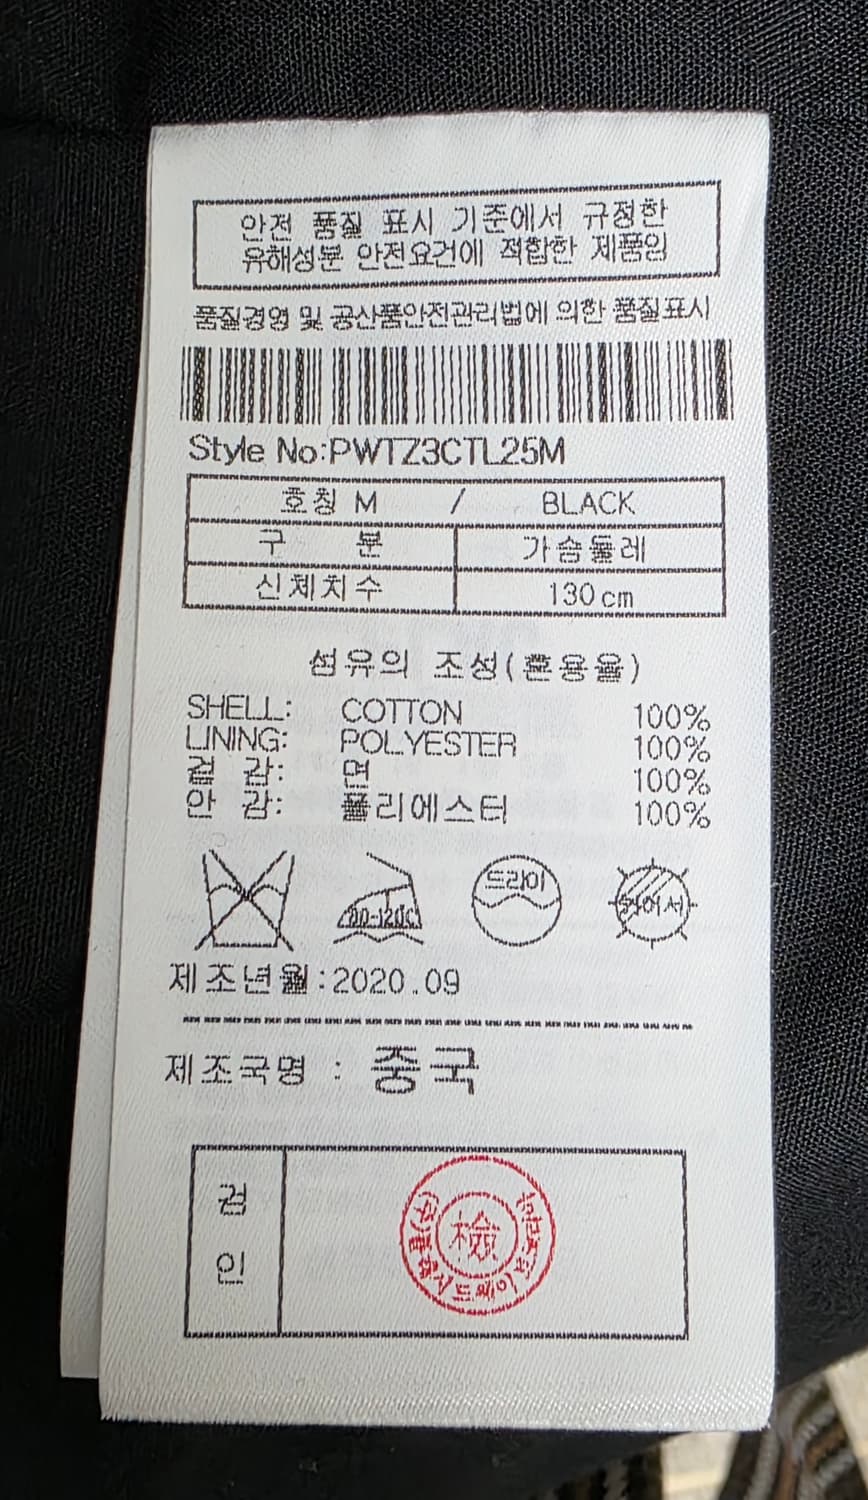 안전 품질 표시 기준에서 규정한
유해성분 안전요건에 적합한 제품임
품질경영 및 공산품안전관리법에 의한 품질표시
Style No:PWTZ3CTL25M
호칭 M / BLACK
구 분 가슴둘레
신체치수 130cm
섬유의 조성(혼용율)
SHELL: COTTON 100%
LINING: POLYESTER 100%
겉 감: 면 100%
안 감: 폴리에스터 100%
드라이
제조년월:2020.09
제조국명 : 중국
검
인
檢